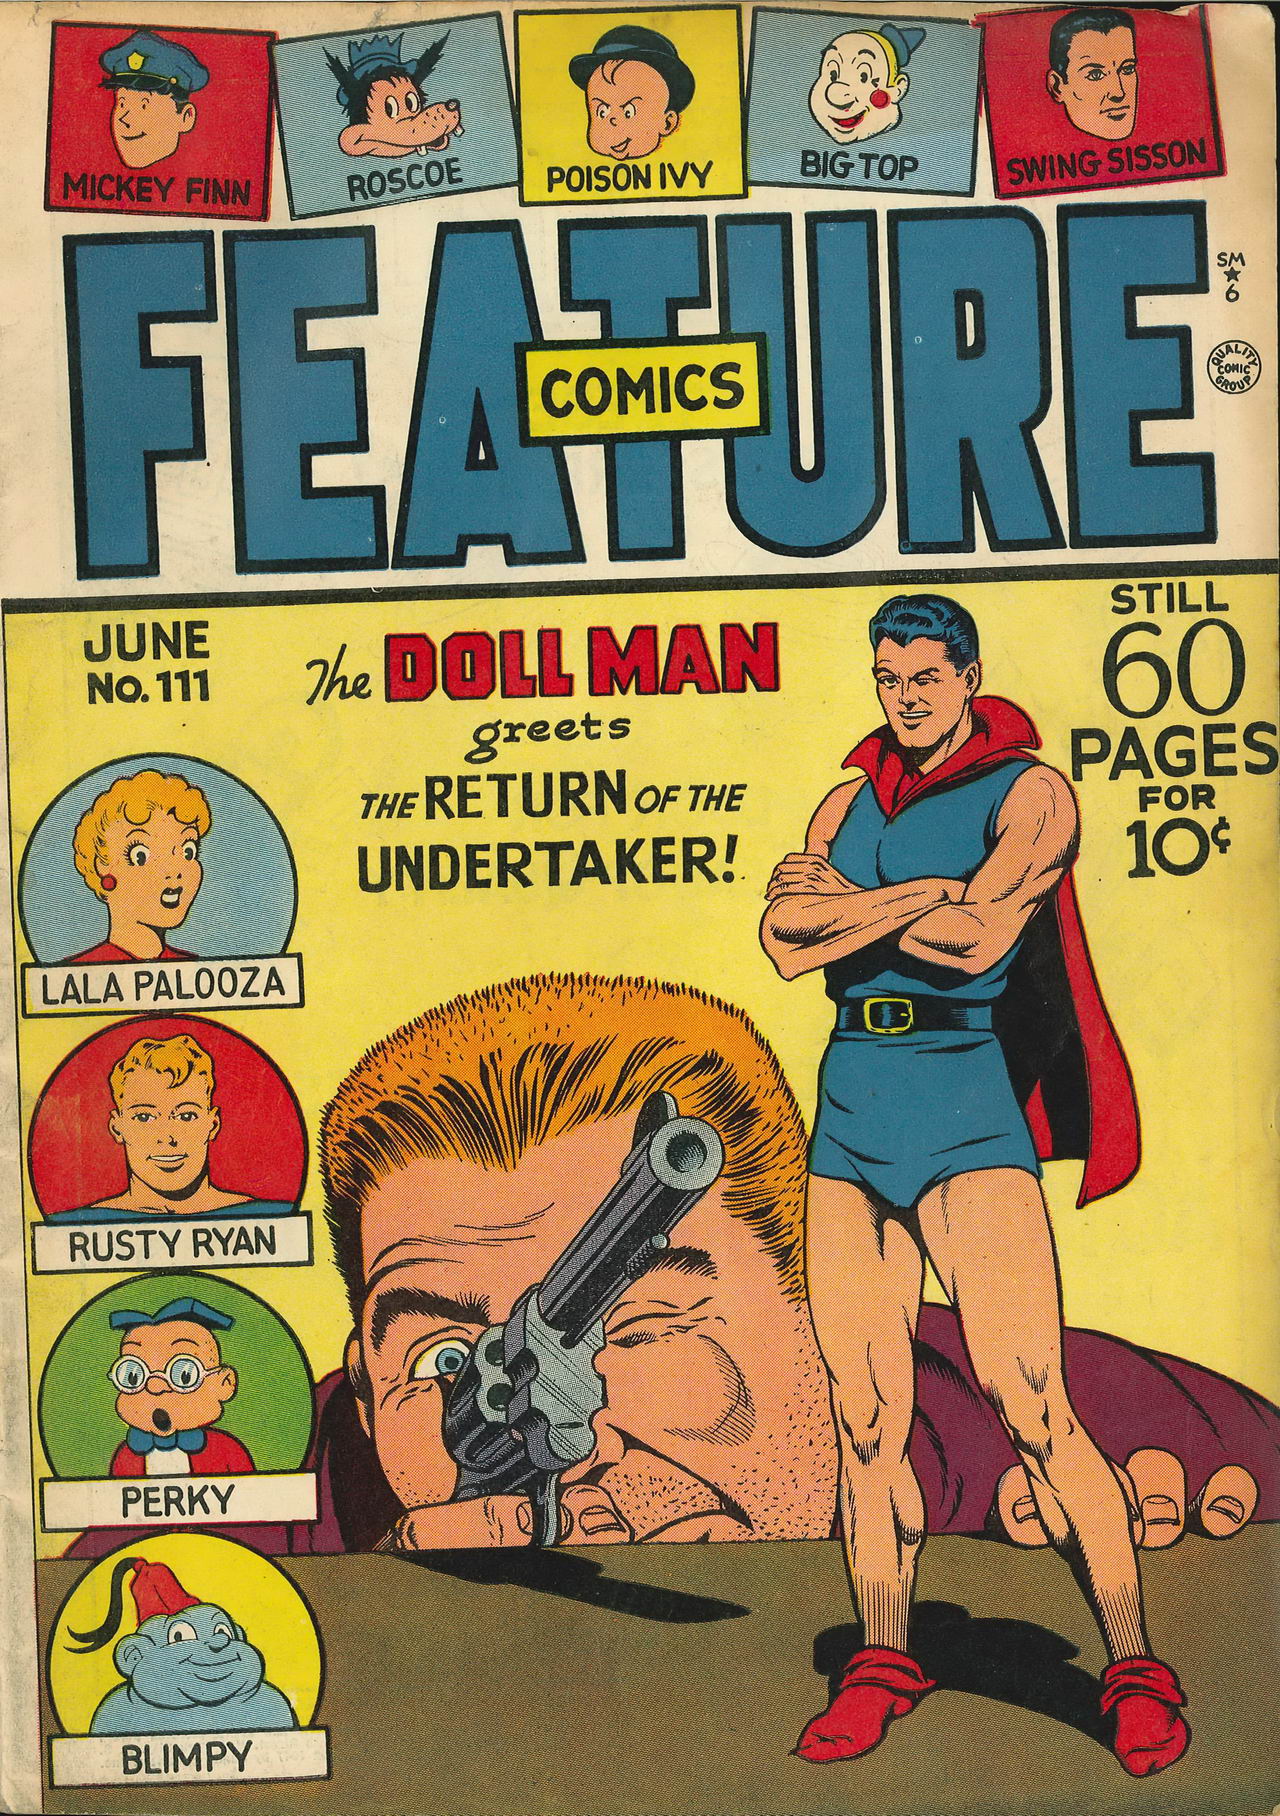 MICKEY FINN
ROSCOE
POISON IVY
BIG TOP
SWING SISSON
FEATURE
COMICS
SM
★
6
QUALITY
COMIC
GROUP
JUNE
NO. 111
The DOLL MAN
greets
THE RETURN OF THE
UNDERTAKER!
STILL
60
PAGES
FOR
10¢
LALA PALOOZA
RUSTY RYAN
PERKY
BLIMPY